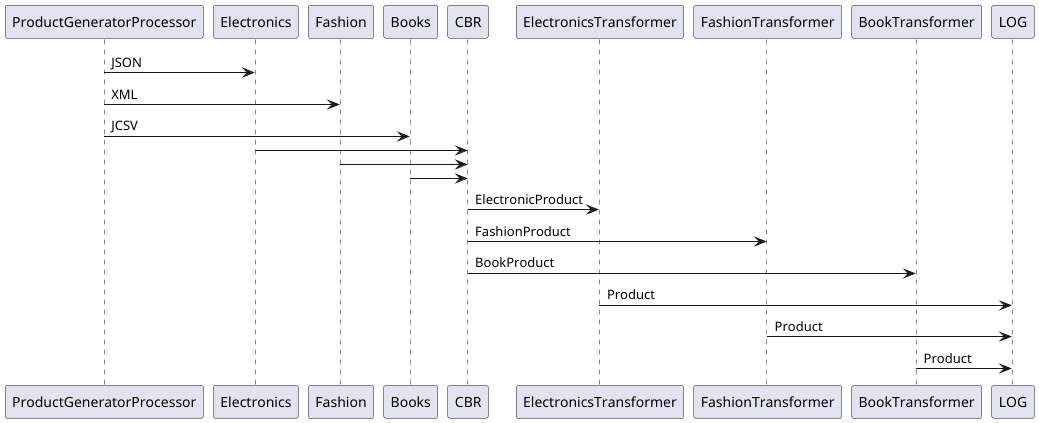 ProductGeneratorProcessor Electronics Fashion Books CBR ElectronicsTransformer FashionTransformer BookTransformer LOG
JSON
XML
JCSV
ElectronicProduct
FashionProduct
BookProduct
Product
Product
Product
ProductGeneratorProcessor Electronics Fashion Books CBR ElectronicsTransformer FashionTransformer BookTransformer LOG